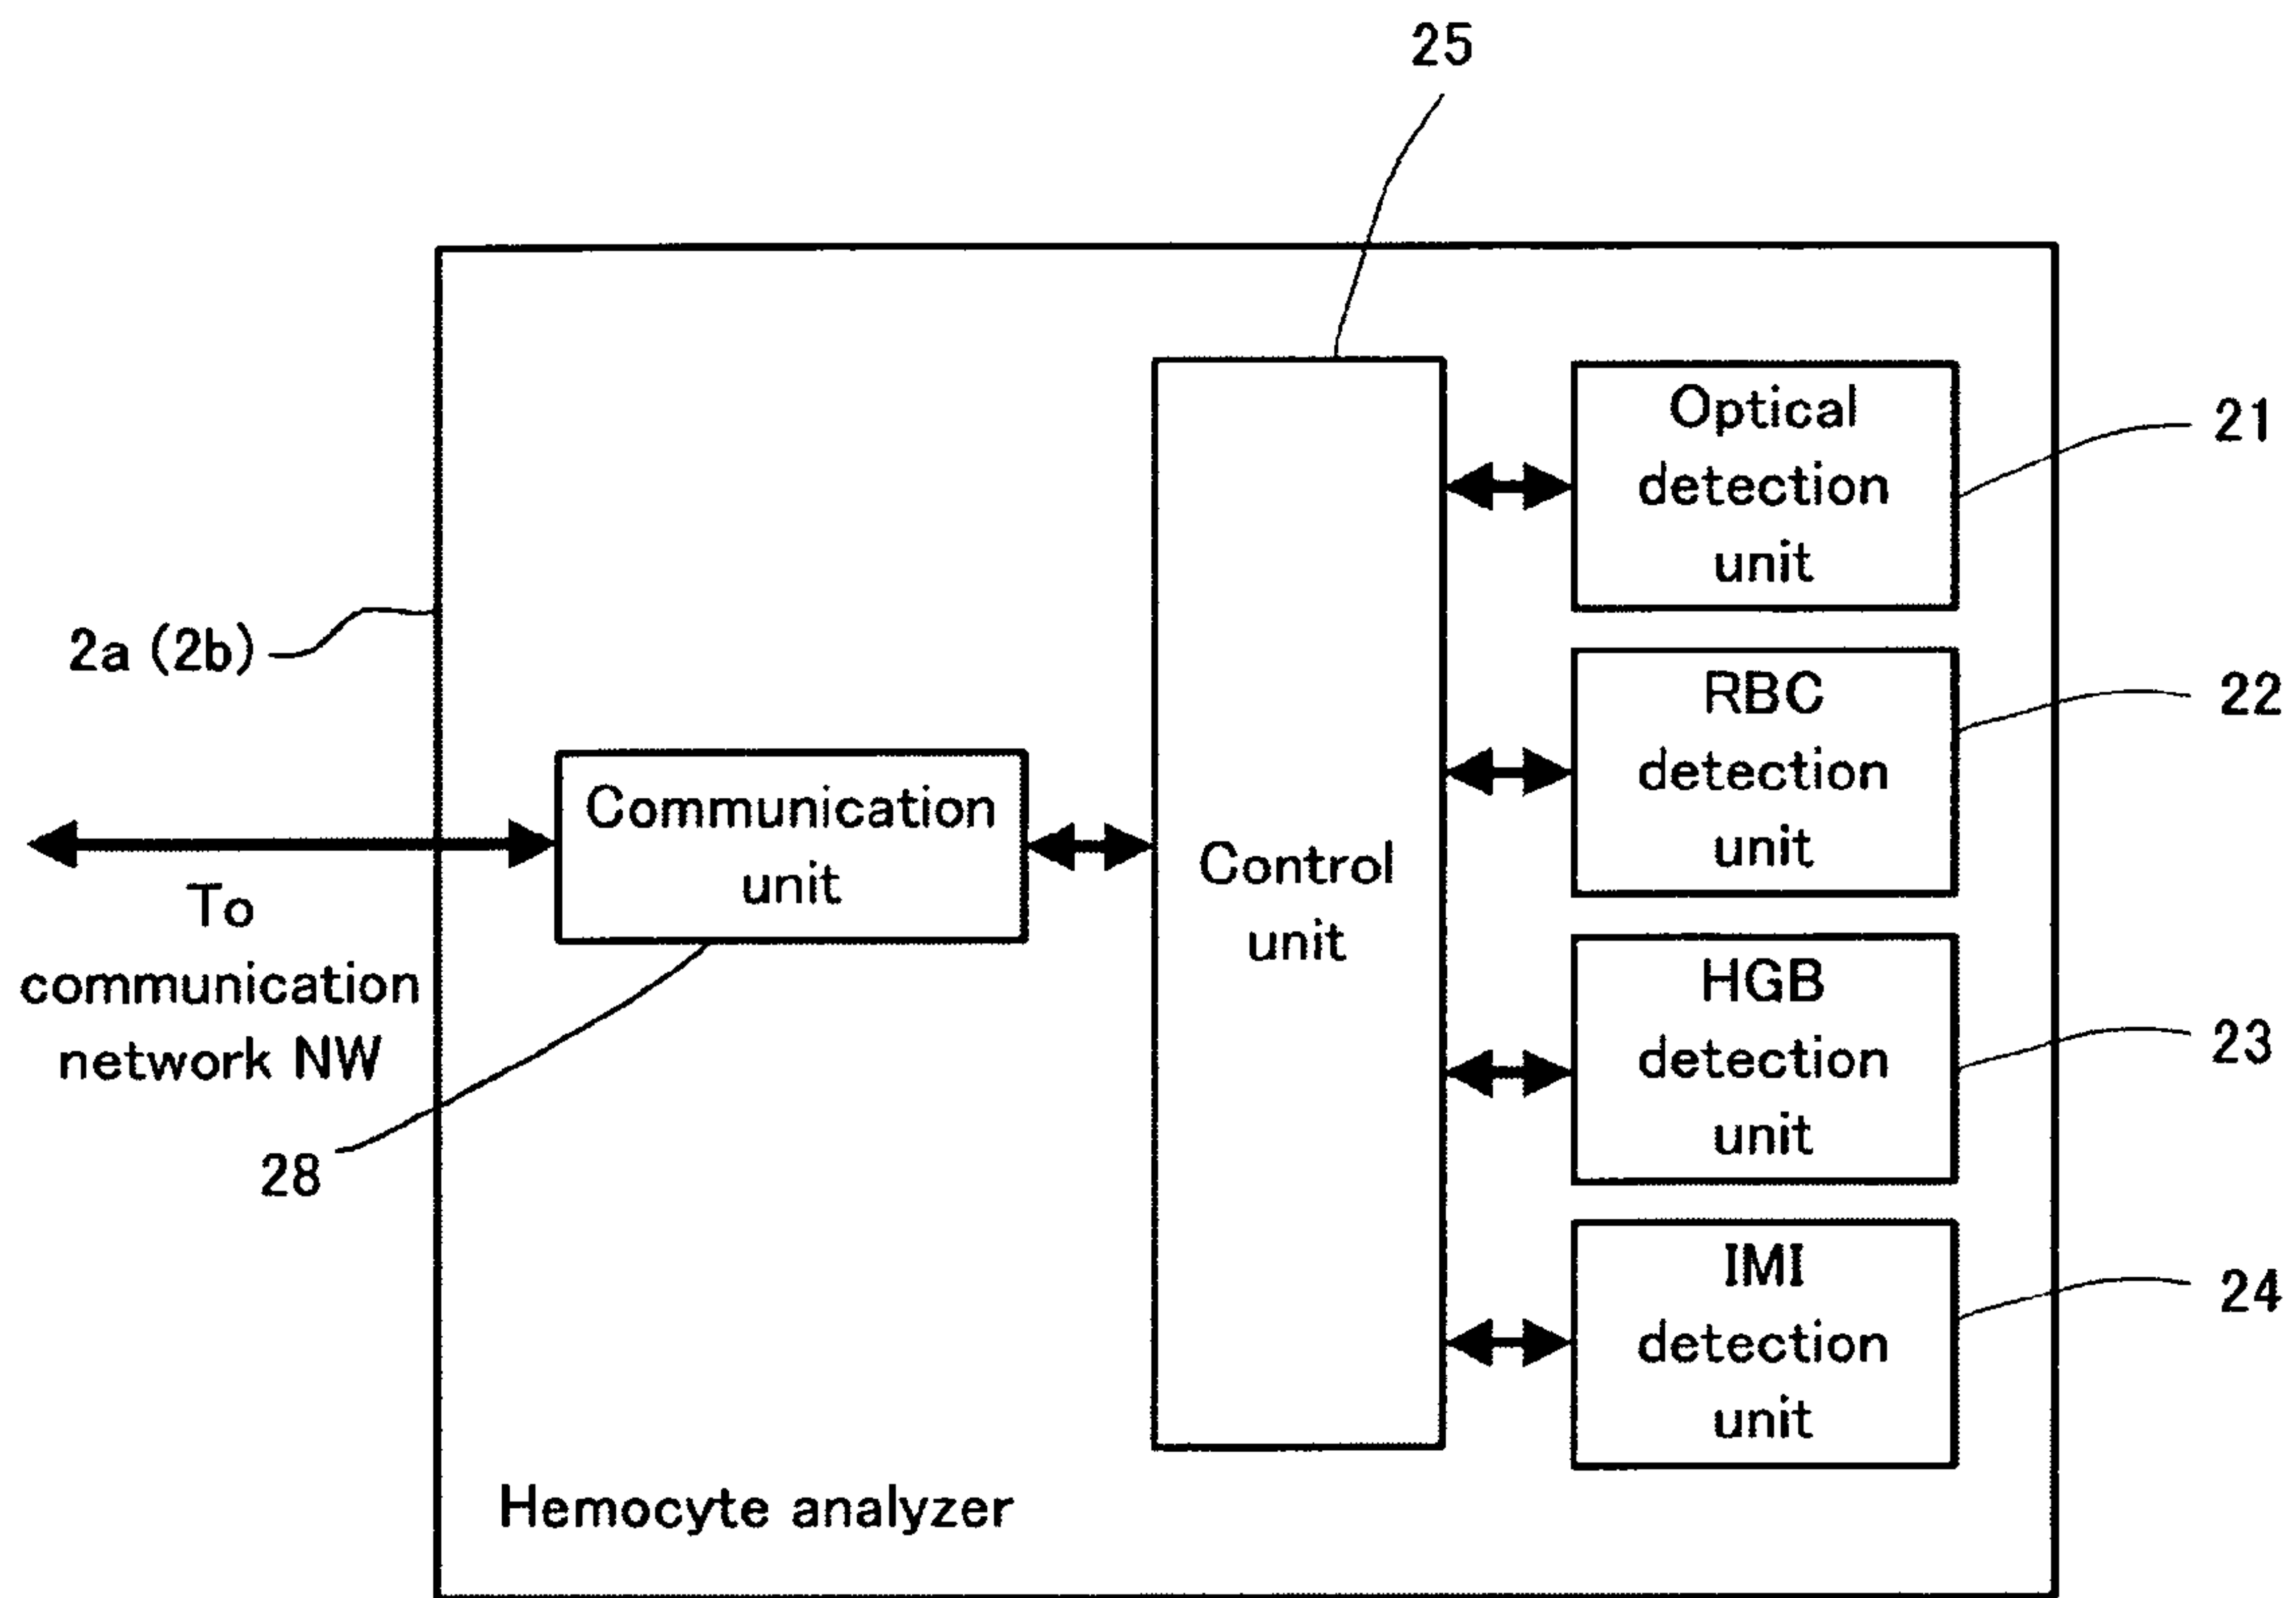 25
Optical
detection
unit
21
2a (2b)
RBC
detection
unit
22
Communication
unit
Control
unit
To
communication
network NW
28
HGB
detection
unit
23
IMI
detection
unit
24
Hemocyte analyzer